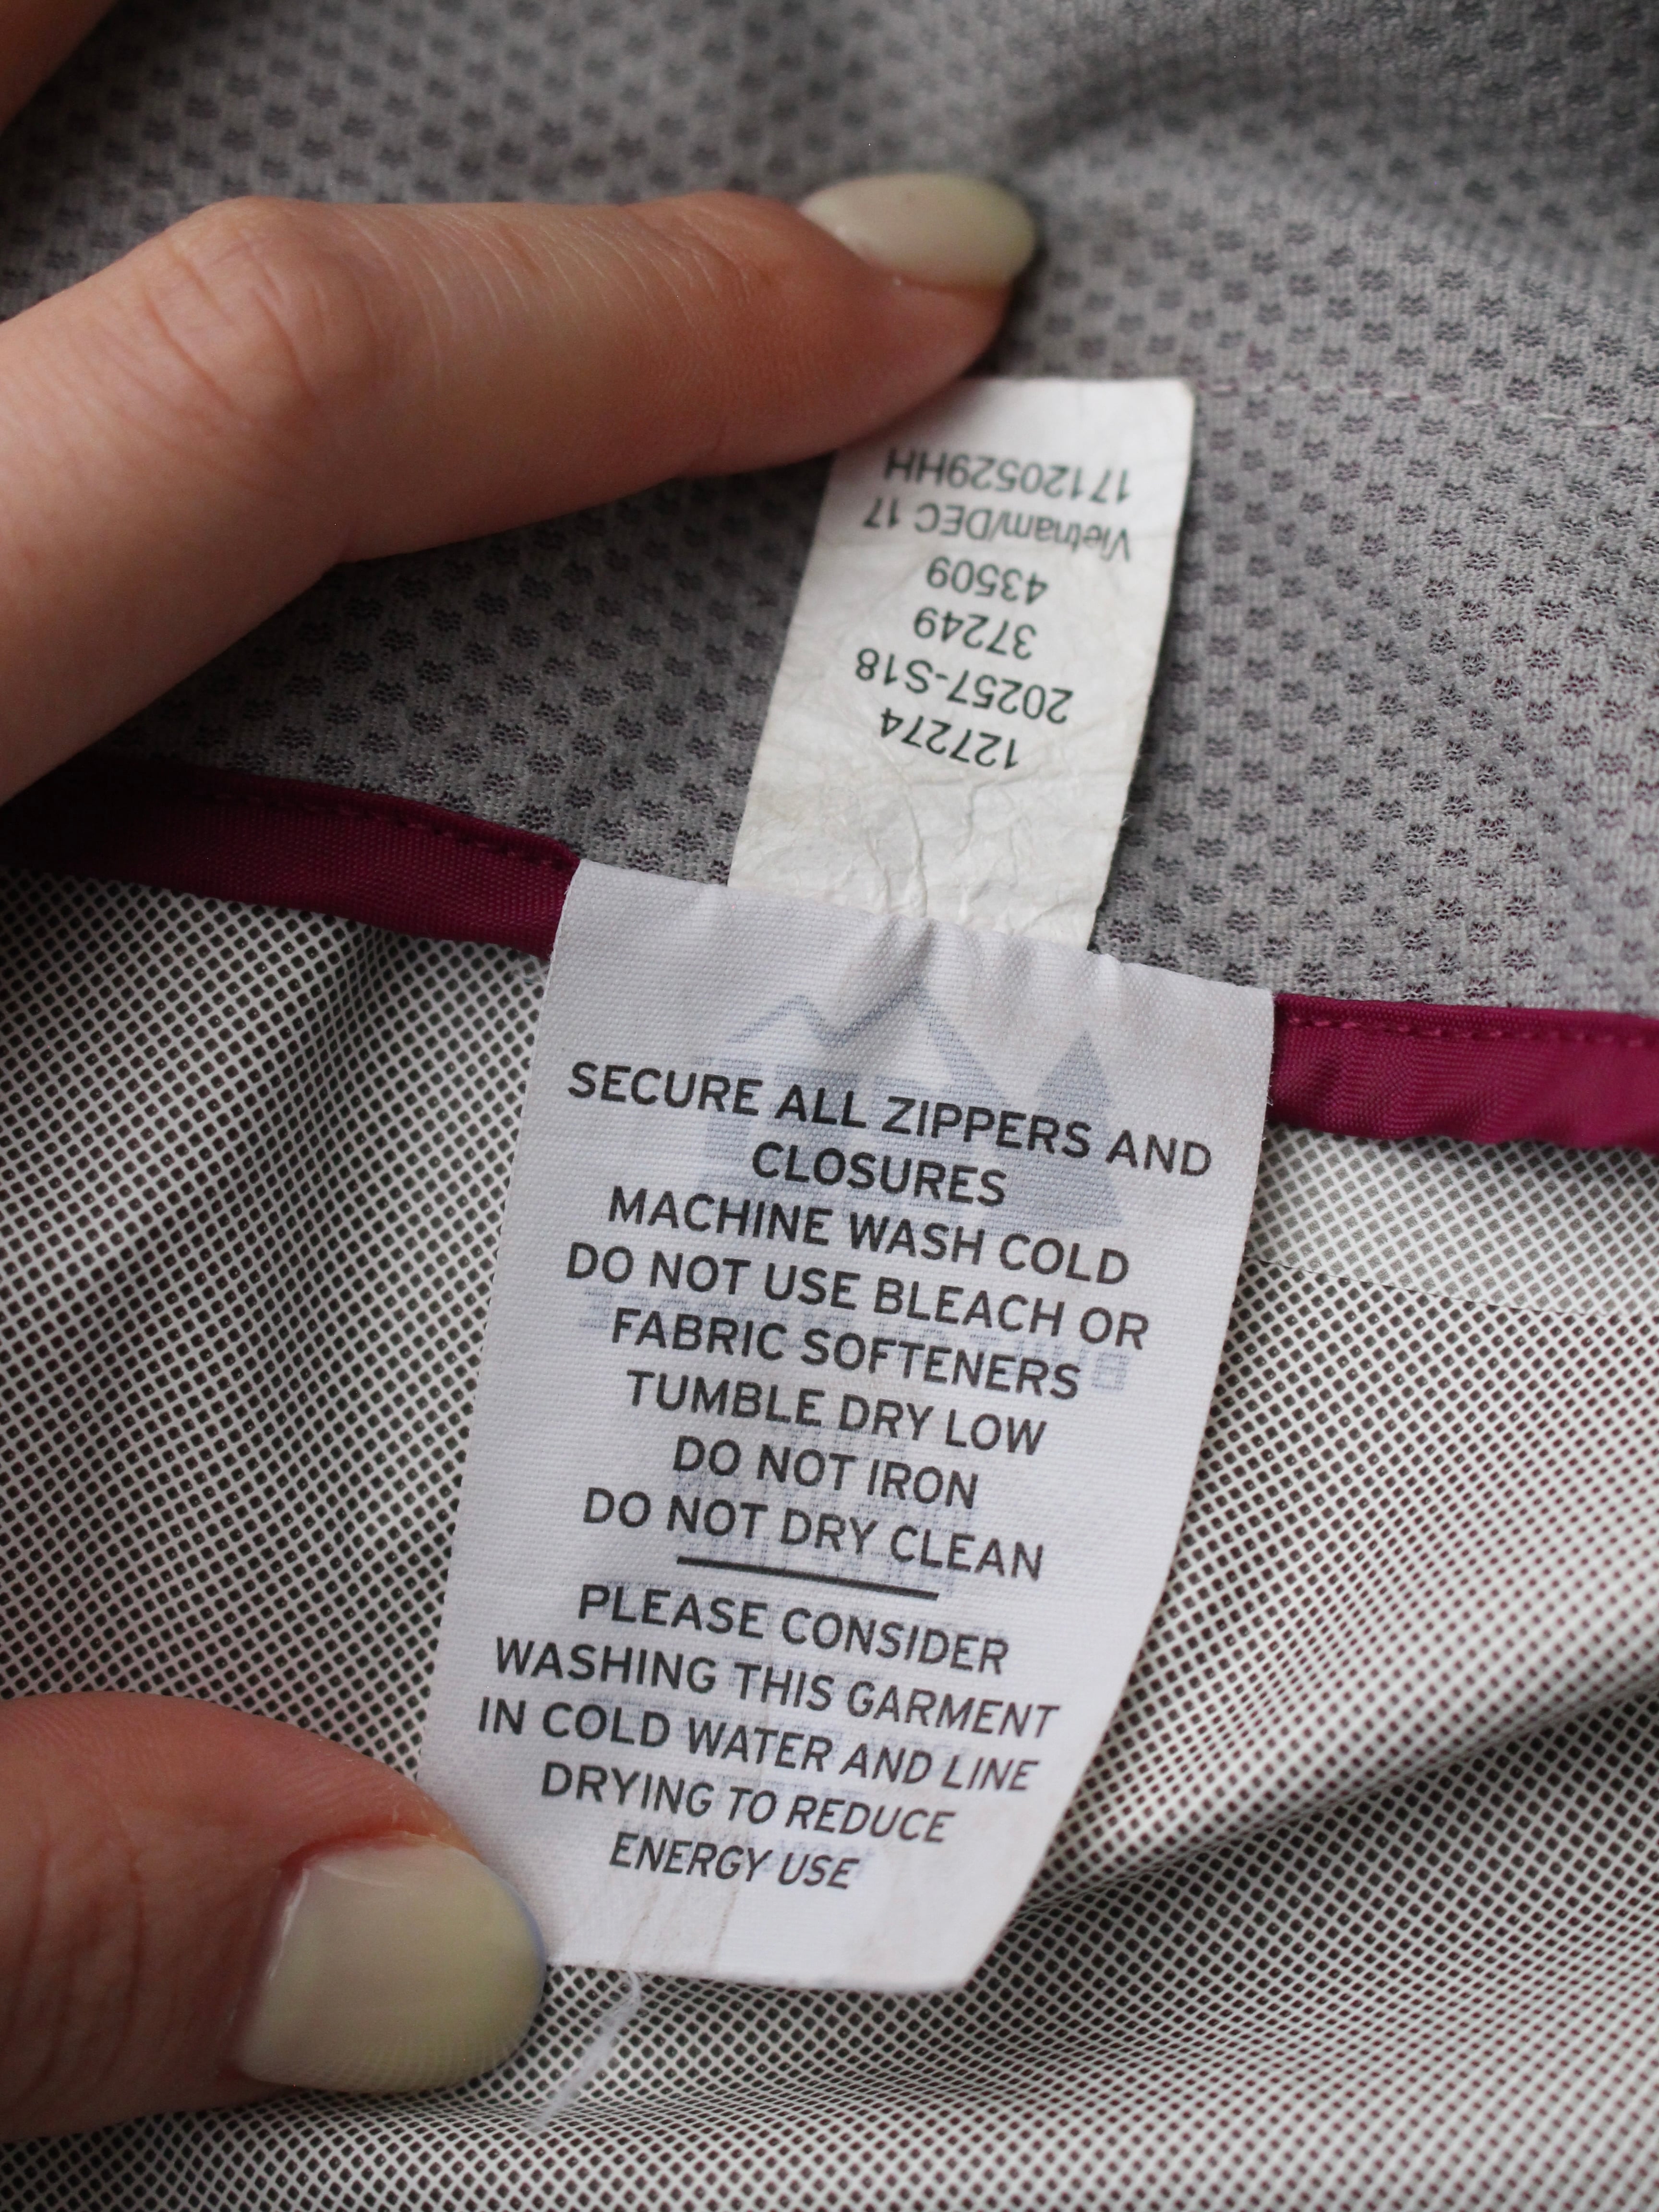 17120529HH
Vietnam/DEC 17
43509
37249
20257-S18
127274
SECURE ALL ZIPPERS AND
CLOSURES
MACHINE WASH COLD
DO NOT USE BLEACH OR
FABRIC SOFTENERS
TUMBLE DRY LOW
DO NOT IRON
DO NOT DRY CLEAN
PLEASE CONSIDER
WASHING THIS GARMENT
IN COLD WATER AND LINE
DRYING TO REDUCE
ENERGY USE